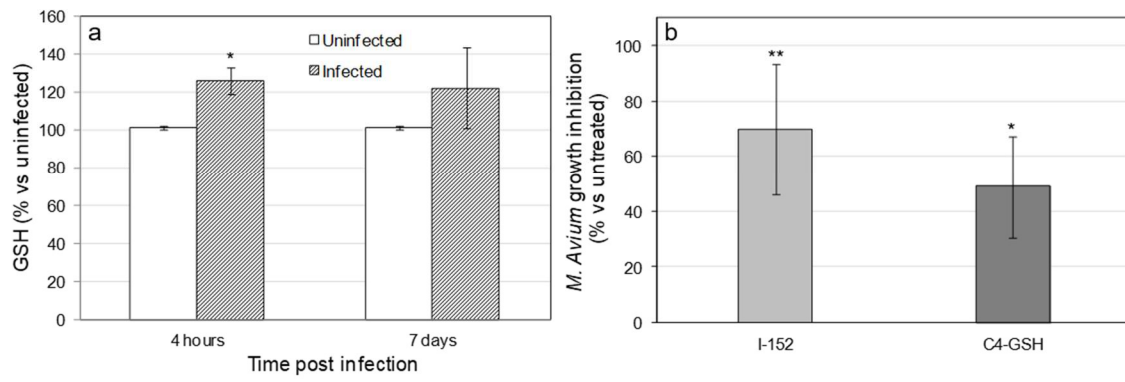 a
GSH (% vs uninfected)
160
140
120
100
80
60
40
20
0
Uninfected
Infected
*
4 hours
7 days
Time post infection
b
M. Avium growth inhibition
(% vs untreated)
100
80
60
40
20
0
**
*
I-152
C4-GSH